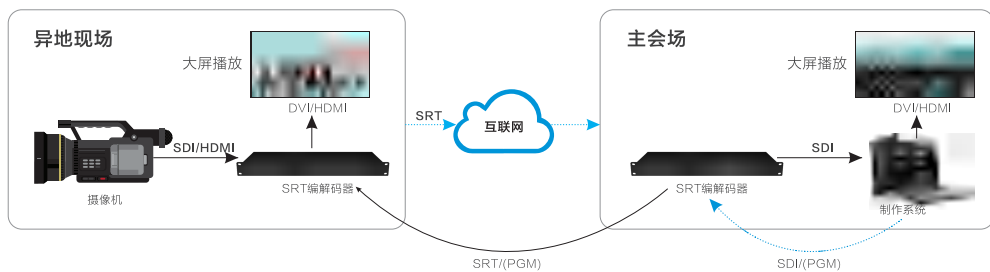 异地现场
大屏播放
DVI/HDMI
SDI/HDMI
摄像机
SRT编解码器
SRT
互联网
主会场
大屏播放
DVI/HDMI
SDI
SRT编解码器
制作系统
SRT/(PGM)
SDI/(PGM)